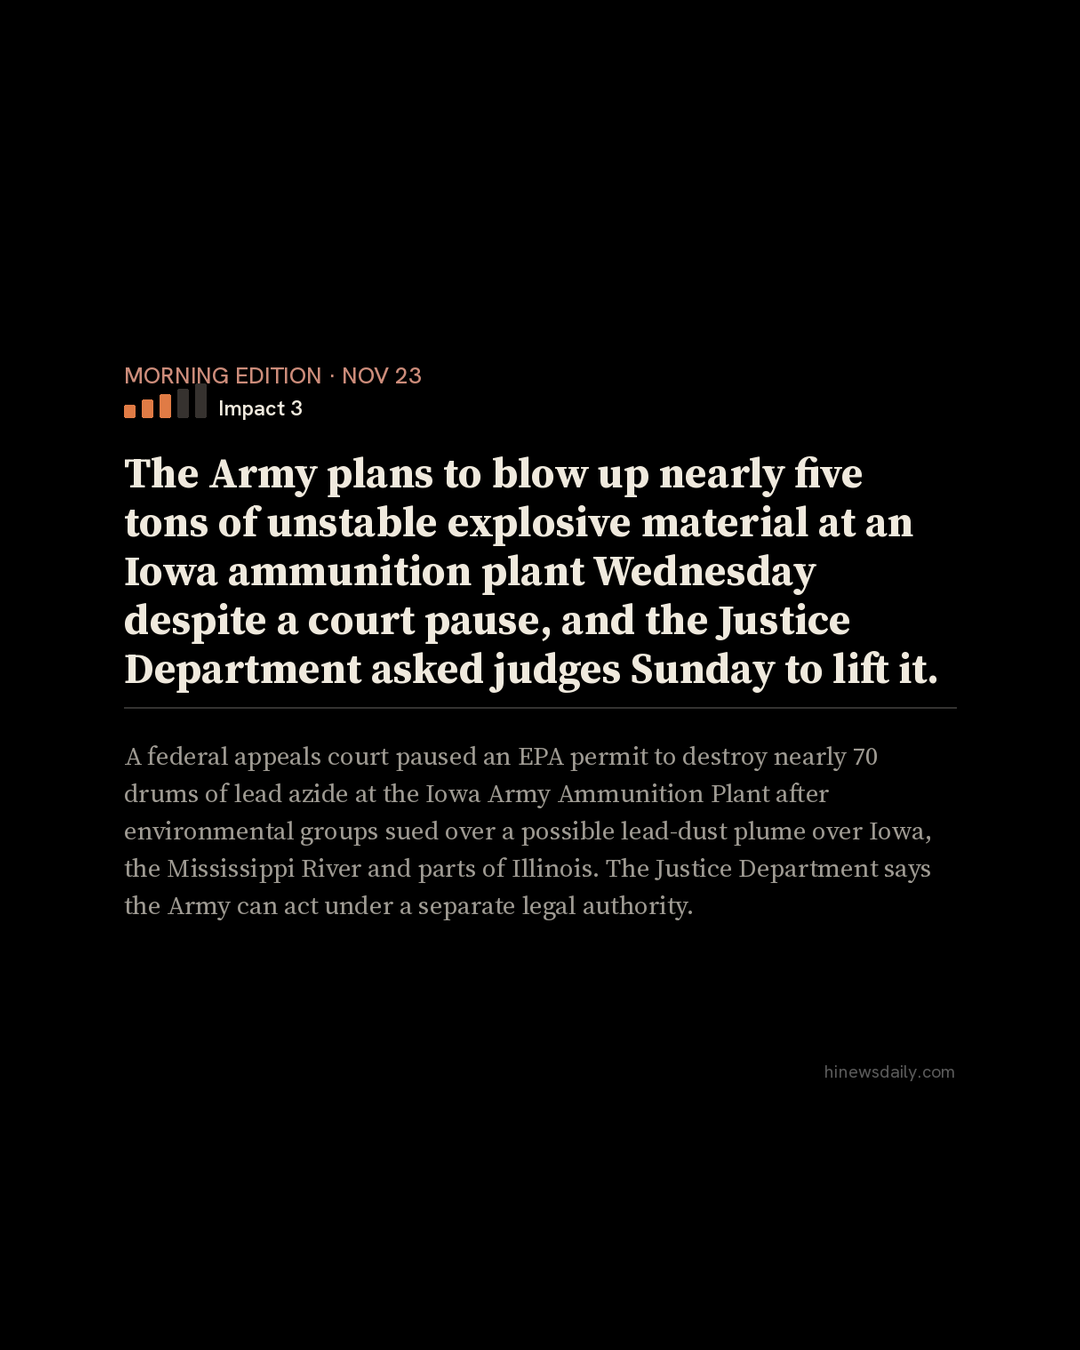 MORNING EDITION · NOV 23
Impact 3
The Army plans to blow up nearly five
tons of unstable explosive material at an
Iowa ammunition plant Wednesday
despite a court pause, and the Justice
Department asked judges Sunday to lift it.
A federal appeals court paused an EPA permit to destroy nearly 70
drums of lead azide at the Iowa Army Ammunition Plant after
environmental groups sued over a possible lead-dust plume over Iowa,
the Mississippi River and parts of Illinois. The Justice Department says
the Army can act under a separate legal authority.
hinewsdaily.com